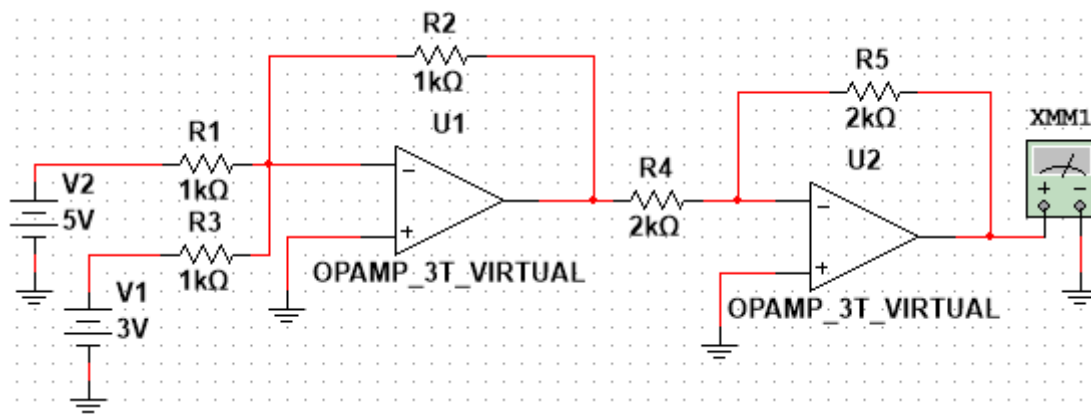 R2
1kΩ
U1
R5
2kΩ
U2
XMM1
R1
1kΩ
V2
5V
R3
1kΩ
R4
2kΩ
OPAMP_3T_VIRTUAL
V1
3V
OPAMP_3T_VIRTUAL